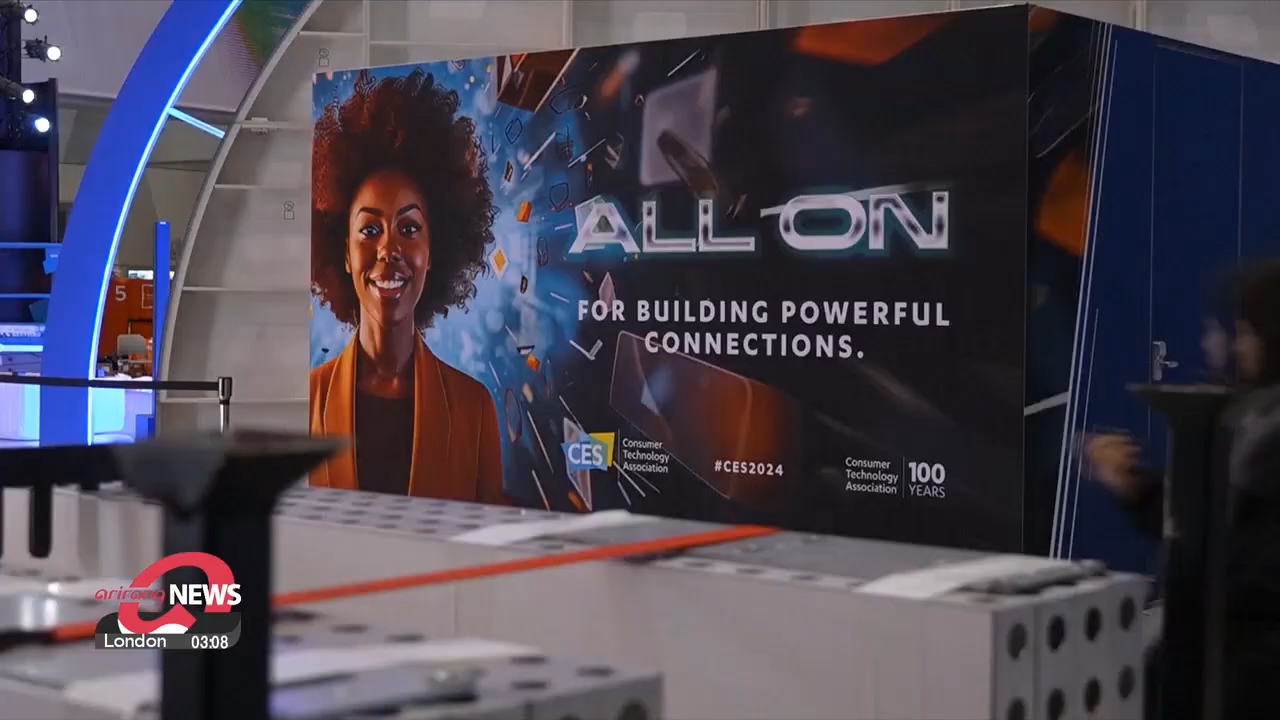 ALL ON
FOR BUILDING POWERFUL
CONNECTIONS.
CES
Consumer
Technology
Association
#CES2024
Consumer
Technology
Association
100
YEARS
5
arirang NEWS
London 03:08